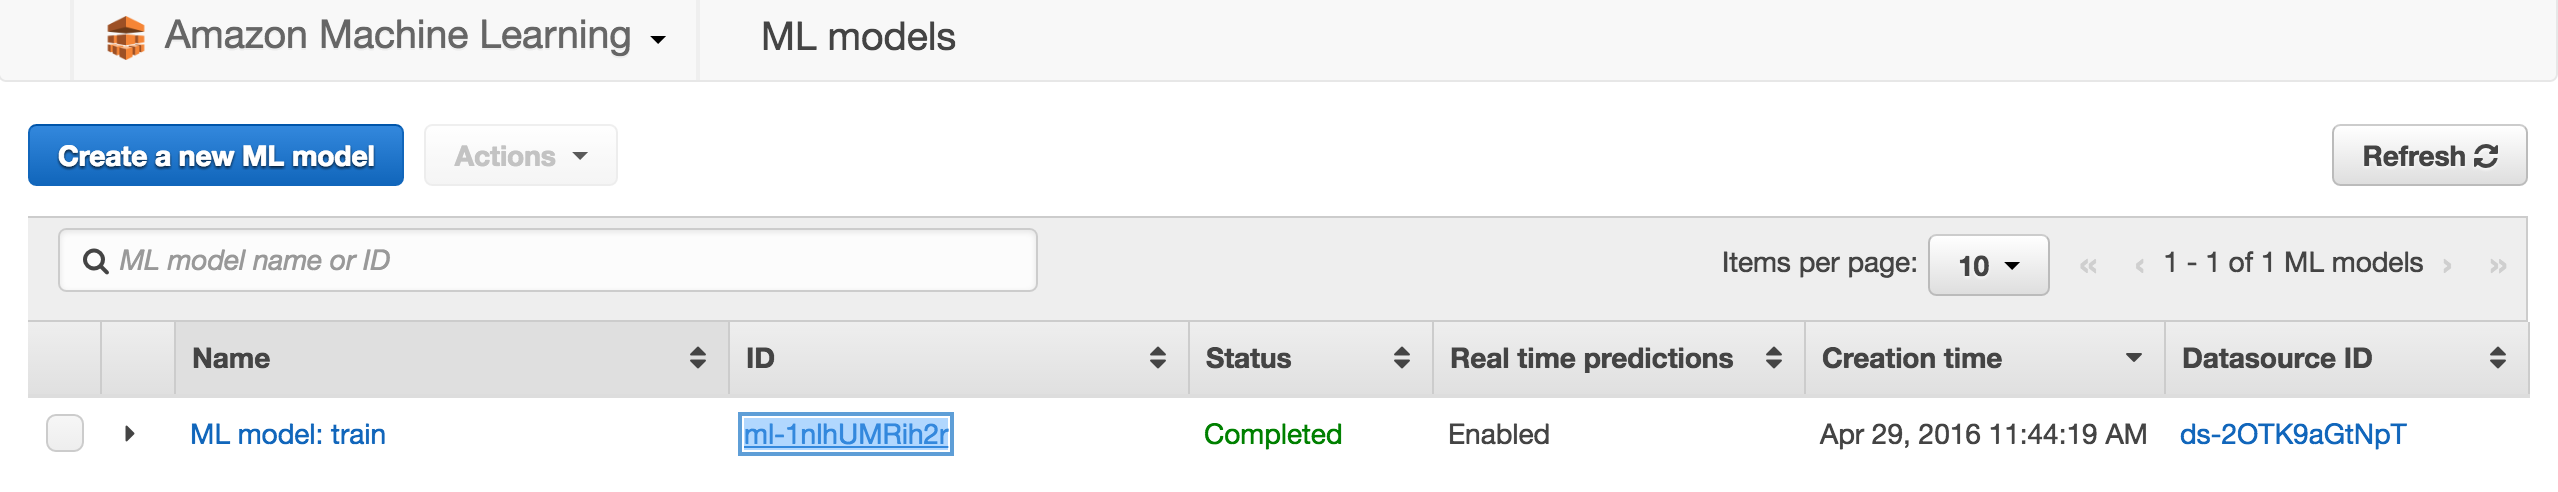 Amazon Machine Learning ML models
Create a new ML model Actions Refresh
ML model name or ID Items per page: 10 « ‹ 1 - 1 of 1 ML models › »
Name ID Status Real time predictions Creation time Datasource ID
ML model: train ml-1nlhUMRih2r Completed Enabled Apr 29, 2016 11:44:19 AM ds-2OTK9aGtNpT